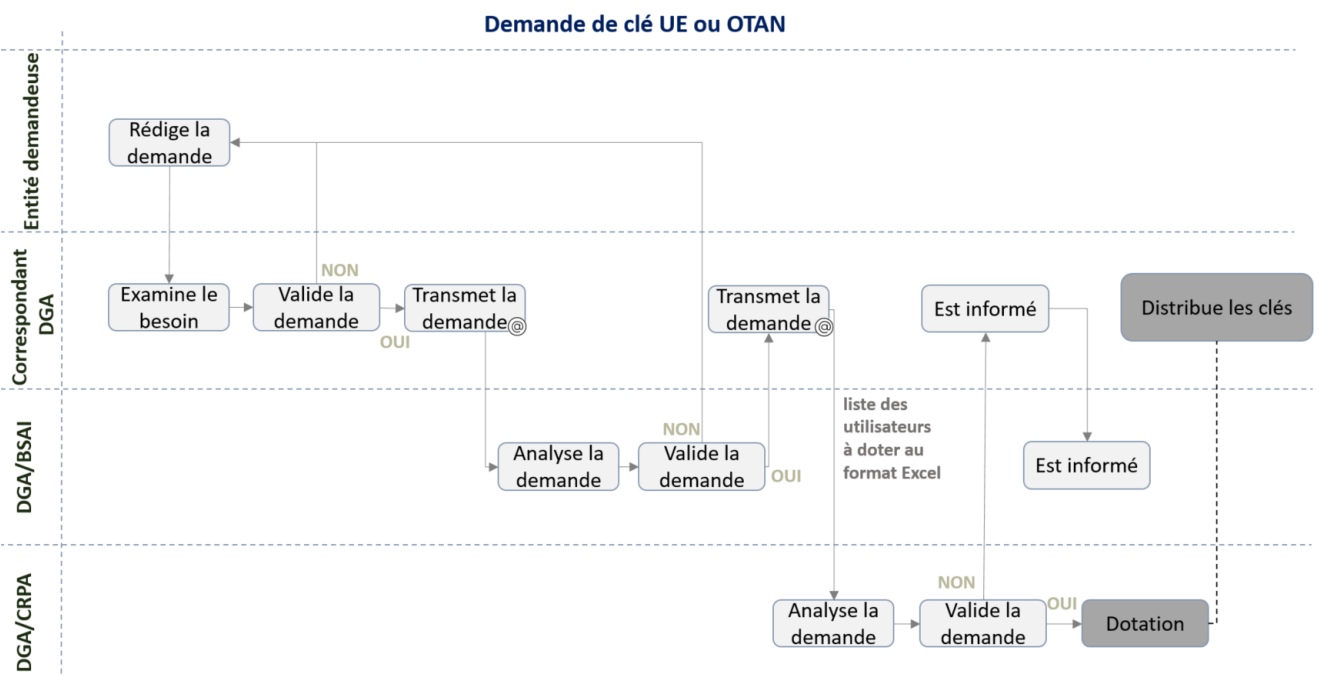 Demande de clé UE ou OTAN
Entité demandeuse
Rédige la
demande
Correspondant
DGA
Examine le
besoin
Valide la
demande
NON
OUI
Transmet la
demande@
Transmet la
demande@
Est informé
Distribue les clés
DGA/BSAI
Analyse la
demande
NON
Valide la
demande
OUI
liste des
utilisateurs
à doter au
format Excel
Est informé
DGA/CRPA
Analyse la
demande
NON
Valide la
demande
OUI
Dotation